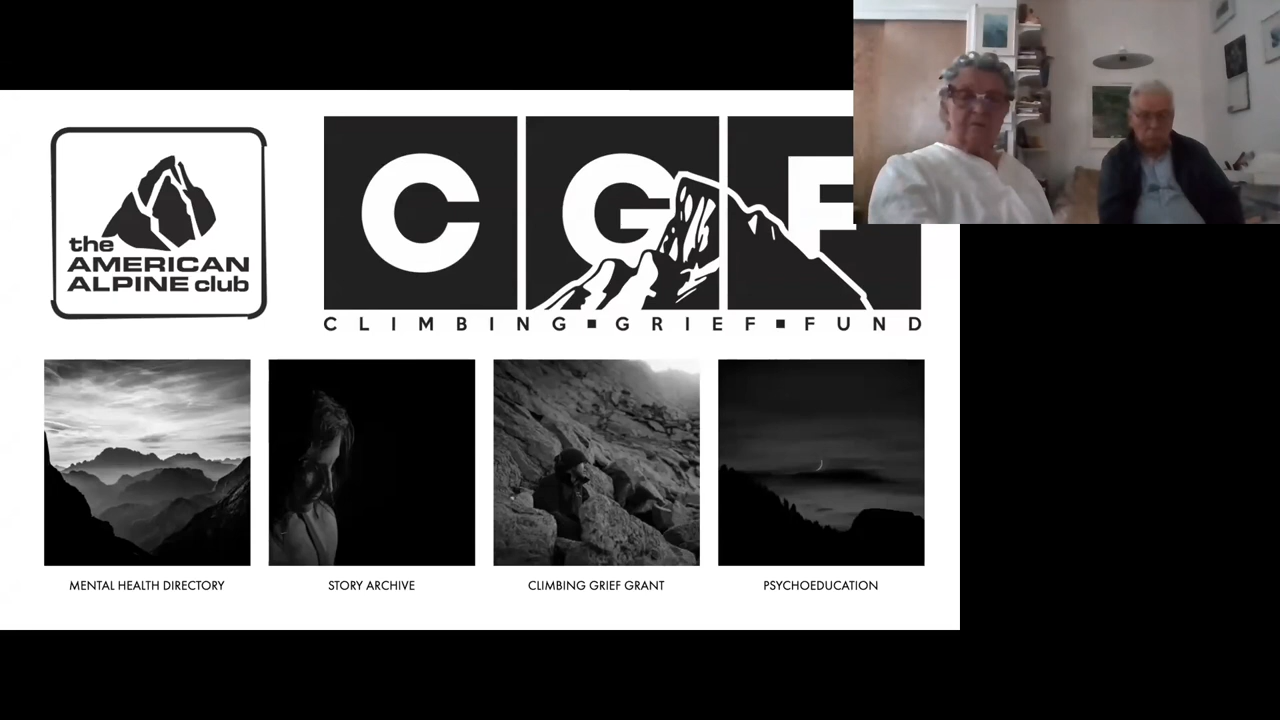 the
AMERICAN
ALPINE club
CGF
CLIMBING▪GRIEF▪FUND
MENTAL HEALTH DIRECTORY
STORY ARCHIVE
CLIMBING GRIEF GRANT
PSYCHOEDUCATION